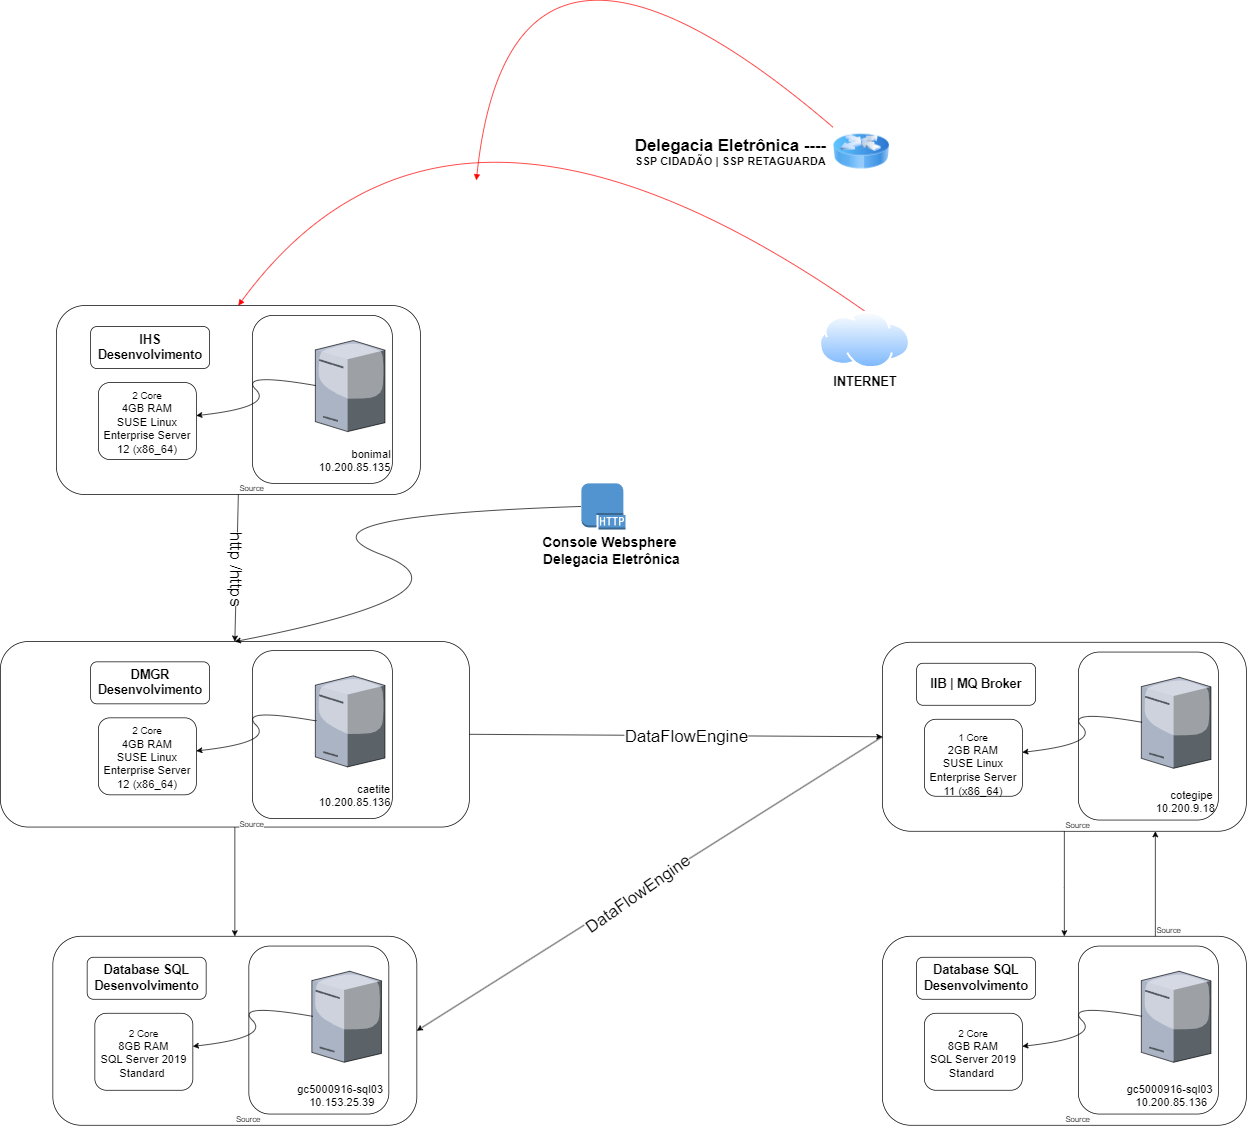 Delegacia Eletrônica ----
SSP CIDADÃO | SSP RETAGUARDA
INTERNET
IHS
Desenvolvimento
2 Core
4GB RAM
SUSE Linux
Enterprise Server
12 (x86_64)
bonimal
10.200.85.135
Source
http /https
HTTP
Console Websphere
Delegacia Eletrônica
DMGR
Desenvolvimento
2 Core
4GB RAM
SUSE Linux
Enterprise Server
12 (x86_64)
caetite
10.200.85.136
Source
DataFlowEngine
IIB | MQ Broker
1 Core
2GB RAM
SUSE Linux
Enterprise Server
11 (x86_64)
cotegipe
10.200.9.18
Source
DataFlowEngine
Database SQL
Desenvolvimento
2 Core
8GB RAM
SQL Server 2019
Standard
gc5000916-sql03
10.153.25.39
Source
Source
Database SQL
Desenvolvimento
2 Core
8GB RAM
SQL Server 2019
Standard
gc5000916-sql03
10.200.85.136
Source